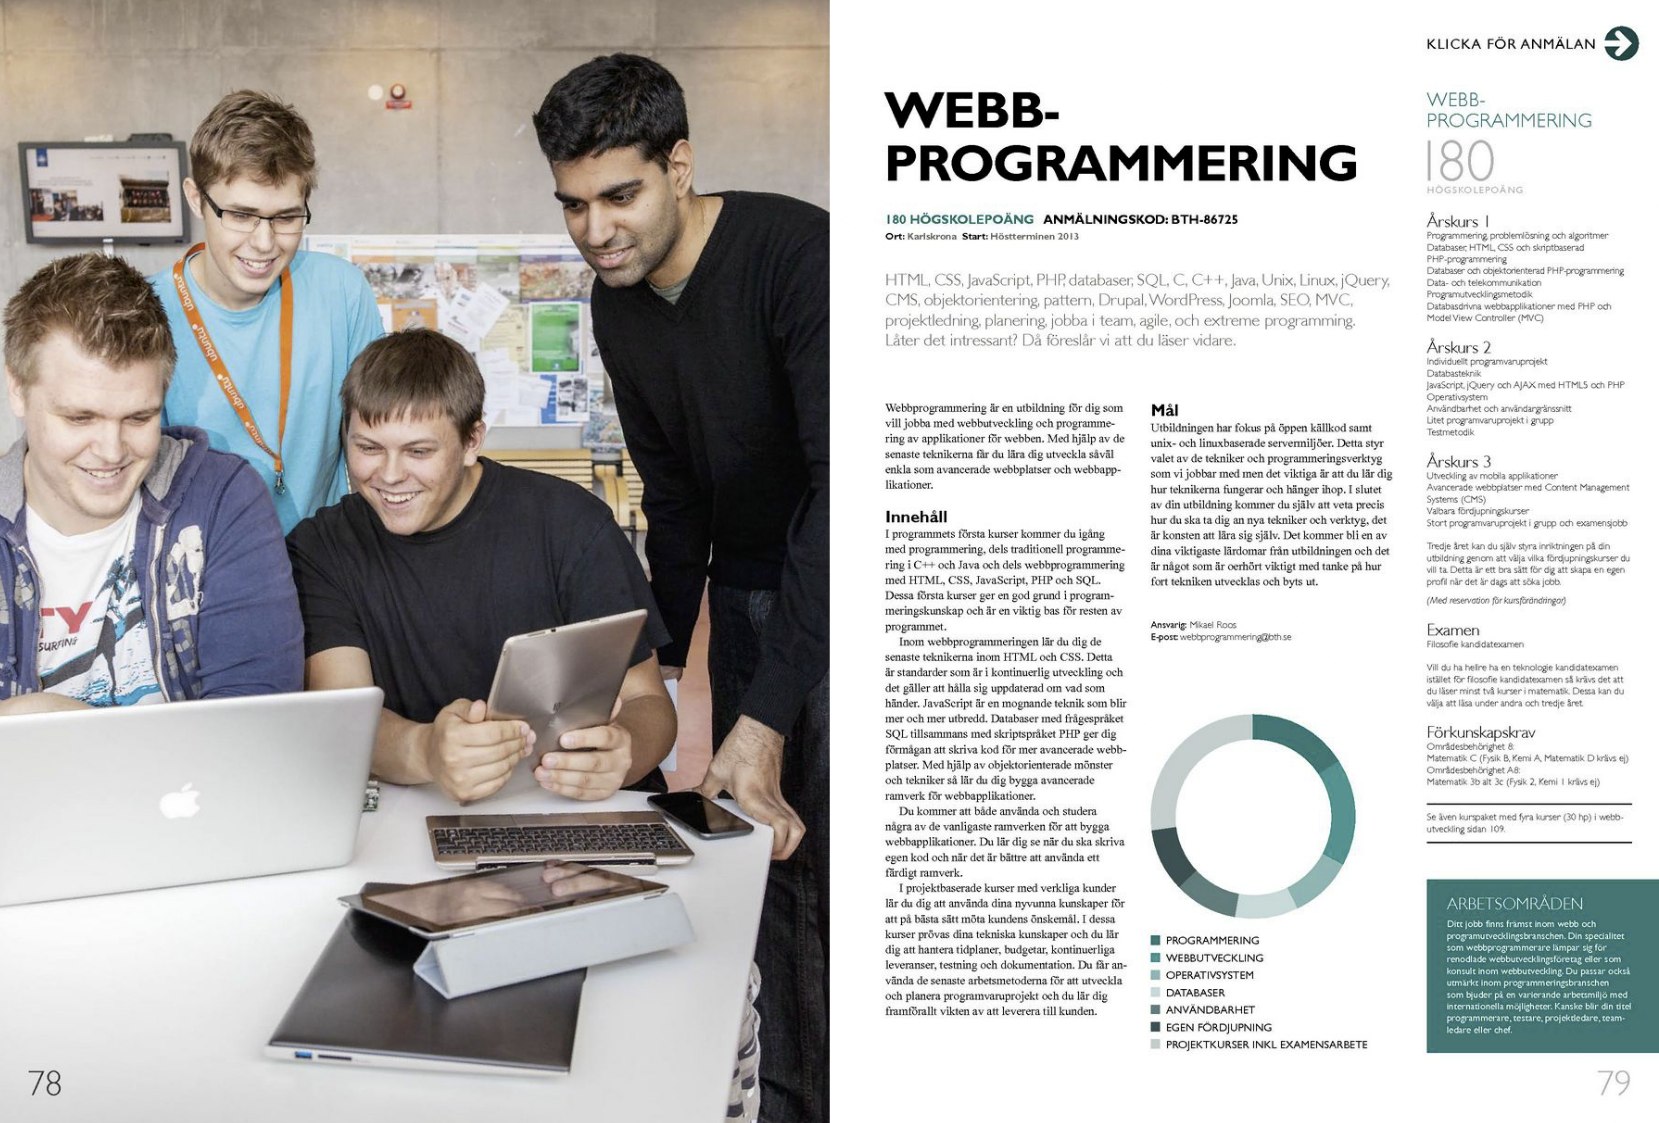 ubuntu
ubuntu
ubuntu
TY
SURFING
78
KLICKA FÖR ANMÄLAN
WEBB-
PROGRAMMERING
180 HÖGSKOLEPOÄNG ANMÄLNINGSKOD: BTH-86725
Ort: Karlskrona Start: Höstterminen 2013
HTML, CSS, JavaScript, PHP, databaser, SQL, C, C++, Java, Unix, Linux, jQuery,
CMS, objektorientering, pattern, Drupal, WordPress, Joomla, SEO, MVC,
projektledning, planering, jobba i team, agile, och extreme programming.
Låter det intressant? Då föreslår vi att du läser vidare.
Webbprogrammering är en utbildning för dig som
vill jobba med webbutveckling och programme-
ring av applikationer för webben. Med hjälp av de
senaste teknikerna får du lära dig utveckla såväl
enkla som avancerade webbplatser och webbapp-
likationer.
Innehåll
I programmets första kurser kommer du igång
med programmering, dels traditionell programme-
ring i C++ och Java och dels webbprogrammering
med HTML, CSS, JavaScript, PHP och SQL.
Dessa första kurser ger en god grund i program-
meringskunskap och är en viktig bas för resten av
programmet.
Inom webbprogrammeringen lär du dig de
senaste teknikerna inom HTML och CSS. Detta
är standarder som är i kontinuerlig utveckling och
det gäller att hålla sig uppdaterad om vad som
händer. JavaScript är en mognande teknik som blir
mer och mer utbredd. Databaser med frågespråket
SQL tillsammans med skriptspråket PHP ger dig
förmågan att skriva kod för mer avancerade webb-
platser. Med hjälp av objektorienterade mönster
och tekniker så lär du dig bygga avancerade
ramverk för webbapplikationer.
Du kommer att både använda och studera
några av de vanligaste ramverken för att bygga
webbapplikationer. Du lär dig se när du ska skriva
egen kod och när det är bättre att använda ett
färdigt ramverk.
I projektbaserade kurser med verkliga kunder
lär du dig att använda dina nyvunna kunskaper för
att på bästa sätt möta kundens önskemål. I dessa
kurser prövas dina tekniska kunskaper och du lär
dig att hantera tidplaner, budgetar, kontinuerliga
leveranser, testning och dokumentation. Du får an-
vända de senaste arbetsmetoderna för att utveckla
och planera programvaruprojekt och du lär dig
framförallt vikten av att leverera till kunden.
Mål
Utbildningen har fokus på öppen källkod samt
unix- och linuxbaserade servermiljöer. Detta styr
valet av de tekniker och programmeringsverktyg
som vi jobbar med men det viktiga är att du lär dig
hur teknikerna fungerar och hänger ihop. I slutet
av din utbildning kommer du själv att veta precis
hur du ska ta dig an nya tekniker och verktyg, det
är konsten att lära sig själv. Det kommer bli en av
dina viktigaste lärdomar från utbildningen och det
är något som är oerhört viktigt med tanke på hur
fort tekniken utvecklas och byts ut.
Ansvarig: Mikael Roos
E-post: webbprogrammering@bth.se
PROGRAMMERING
WEBBUTVECKLING
OPERATIVSYSTEM
DATABASER
ANVÄNDBARHET
EGEN FÖRDJUPNING
PROJEKTKURSER INKL EXAMENSARBETE
WEBB-
PROGRAMMERING
180
HÖGSKOLEPOÄNG
Årskurs 1
Programmering, problemlösning och algoritmer
Databaser, HTML, CSS och skriptbaserad
PHP-programmering
Databaser och objektorienterad PHP-programmering
Data- och telekommunikation
Programutvecklingsmetodik
Databasdrivna webbapplikationer med PHP och
Model View Controller (MVC)
Årskurs 2
Individuellt programvaruprojekt
Databasteknik
JavaScript, jQuery och AJAX med HTML5 och PHP
Operativsystem
Användbarhet och användargränssnitt
Litet programvaruprojekt i grupp
Testmetodik
Årskurs 3
Utveckling av mobila applikationer
Avancerade webbplatser med Content Management
Systems (CMS)
Valbara fördjupningskurser
Stort programvaruprojekt i grupp och examensjobb
Tredje året kan du själv styra inriktningen på din
utbildning genom att välja vilka fördjupningskurser du
vill ta. Detta är ett bra sätt för dig att skapa en egen
profil när det är dags att söka jobb.
(Med reservation för kursförändringar)
Examen
Filosofie kandidatexamen
Vill du ha hellre ha en teknologie kandidatexamen
istället för filosofie kandidatexamen så krävs det att
du läser minst två kurser i matematik. Dessa kan du
välja att läsa under andra och tredje året.
Förkunskapskrav
Områdesbehörighet 8:
Matematik C (Fysik B, Kemi A, Matematik D krävs ej)
Områdesbehörighet A8:
Matematik 3b alt 3c (Fysik 2, Kemi 1 krävs ej)
Se även kurspaket med fyra kurser (30 hp) i webb-
utveckling sidan 109.
ARBETSOMRÅDEN
Ditt jobb finns främst inom webb och
programutvecklingsbranschen. Din specialitet
som webbprogrammerare lämpar sig för
renodlade webbutvecklingsföretag eller som
konsult inom webbutveckling. Du passar också
utmärkt inom programmeringsbranschen
som bjuder på en varierande arbetsmiljö med
internationella möjligheter. Kanske blir din titel
programmerare, testare, projektledare, team-
ledare eller chef.
79